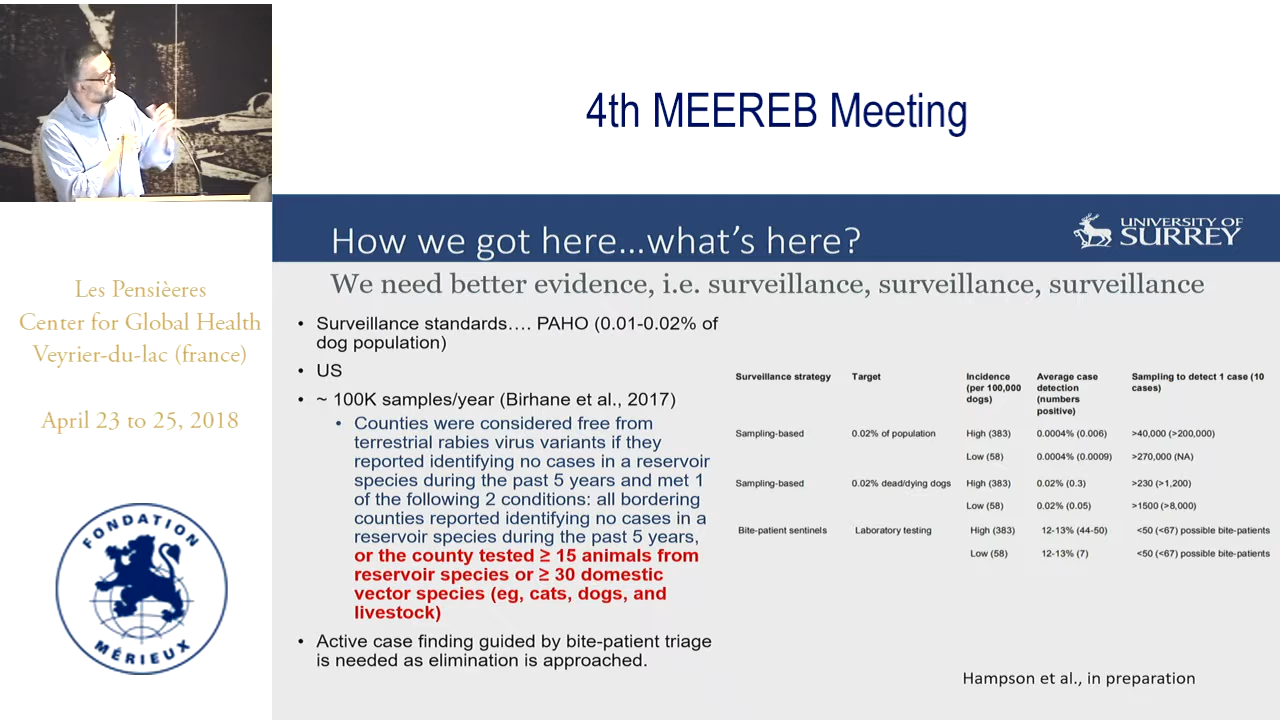 4th MEEREB Meeting
How we got here...what's here?
UNIVERSITY OF
SURREY
We need better evidence, i.e. surveillance, surveillance, surveillance
Les Pensièeres
Center for Global Health
Veyrier-du-lac (france)
April 23 to 25, 2018
FONDATION
MÉRIEUX
• Surveillance standards…. PAHO (0.01-0.02% of
dog population)
• US
• ~ 100K samples/year (Birhane et al., 2017)
• Counties were considered free from
terrestrial rabies virus variants if they
reported identifying no cases in a reservoir
species during the past 5 years and met 1
of the following 2 conditions: all bordering
counties reported identifying no cases in a
reservoir species during the past 5 years,
or the county tested ≥ 15 animals from
reservoir species or ≥ 30 domestic
vector species (eg, cats, dogs, and
livestock)
• Active case finding guided by bite-patient triage
is needed as elimination is approached.
Surveillance strategy Target Incidence (per 100,000 dogs) Average case detection (numbers positive) Sampling to detect 1 case (10 cases)
Sampling-based 0.02% of population High (383) 0.0004% (0.006) >40,000 (>200,000)
Low (58) 0.0004% (0.0009) >270,000 (NA)
Sampling-based 0.02% dead/dying dogs High (383) 0.02% (0.3) >230 (>1,200)
Low (58) 0.02% (0.05) >1500 (>8,000)
Bite-patient sentinels Laboratory testing High (383) 12-13% (44-50) <50 (<67) possible bite-patients
Low (58) 12-13% (7) <50 (<67) possible bite-patients
Hampson et al., in preparation